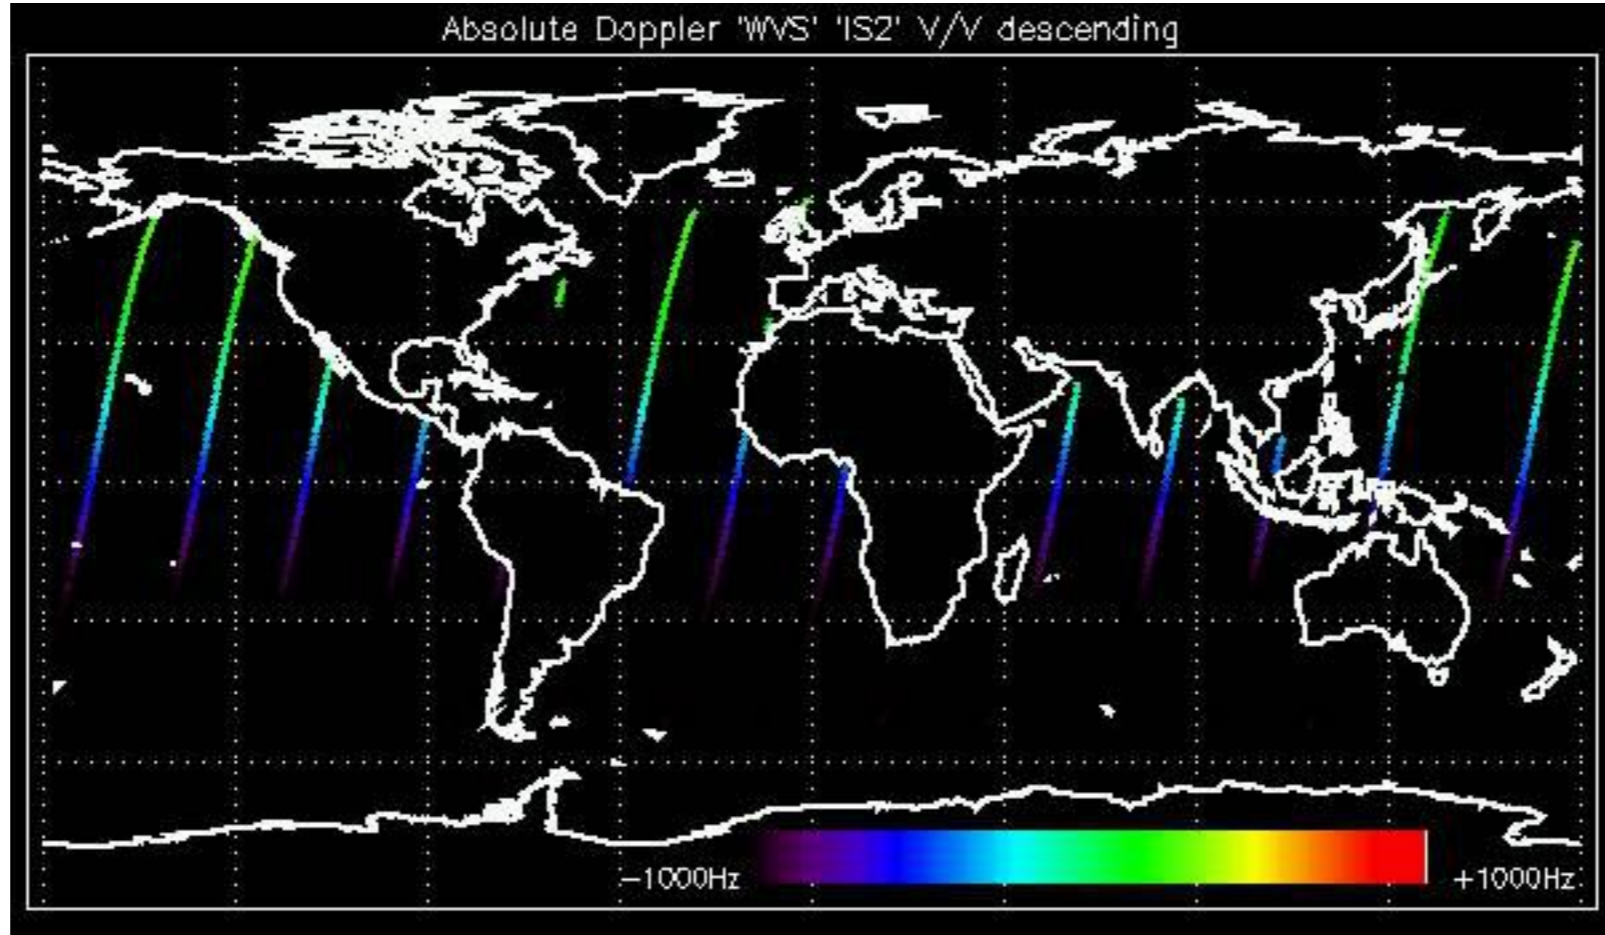 Absolute Doppler 'WVS' 'IS2' V/V descending
-1000Hz +1000Hz